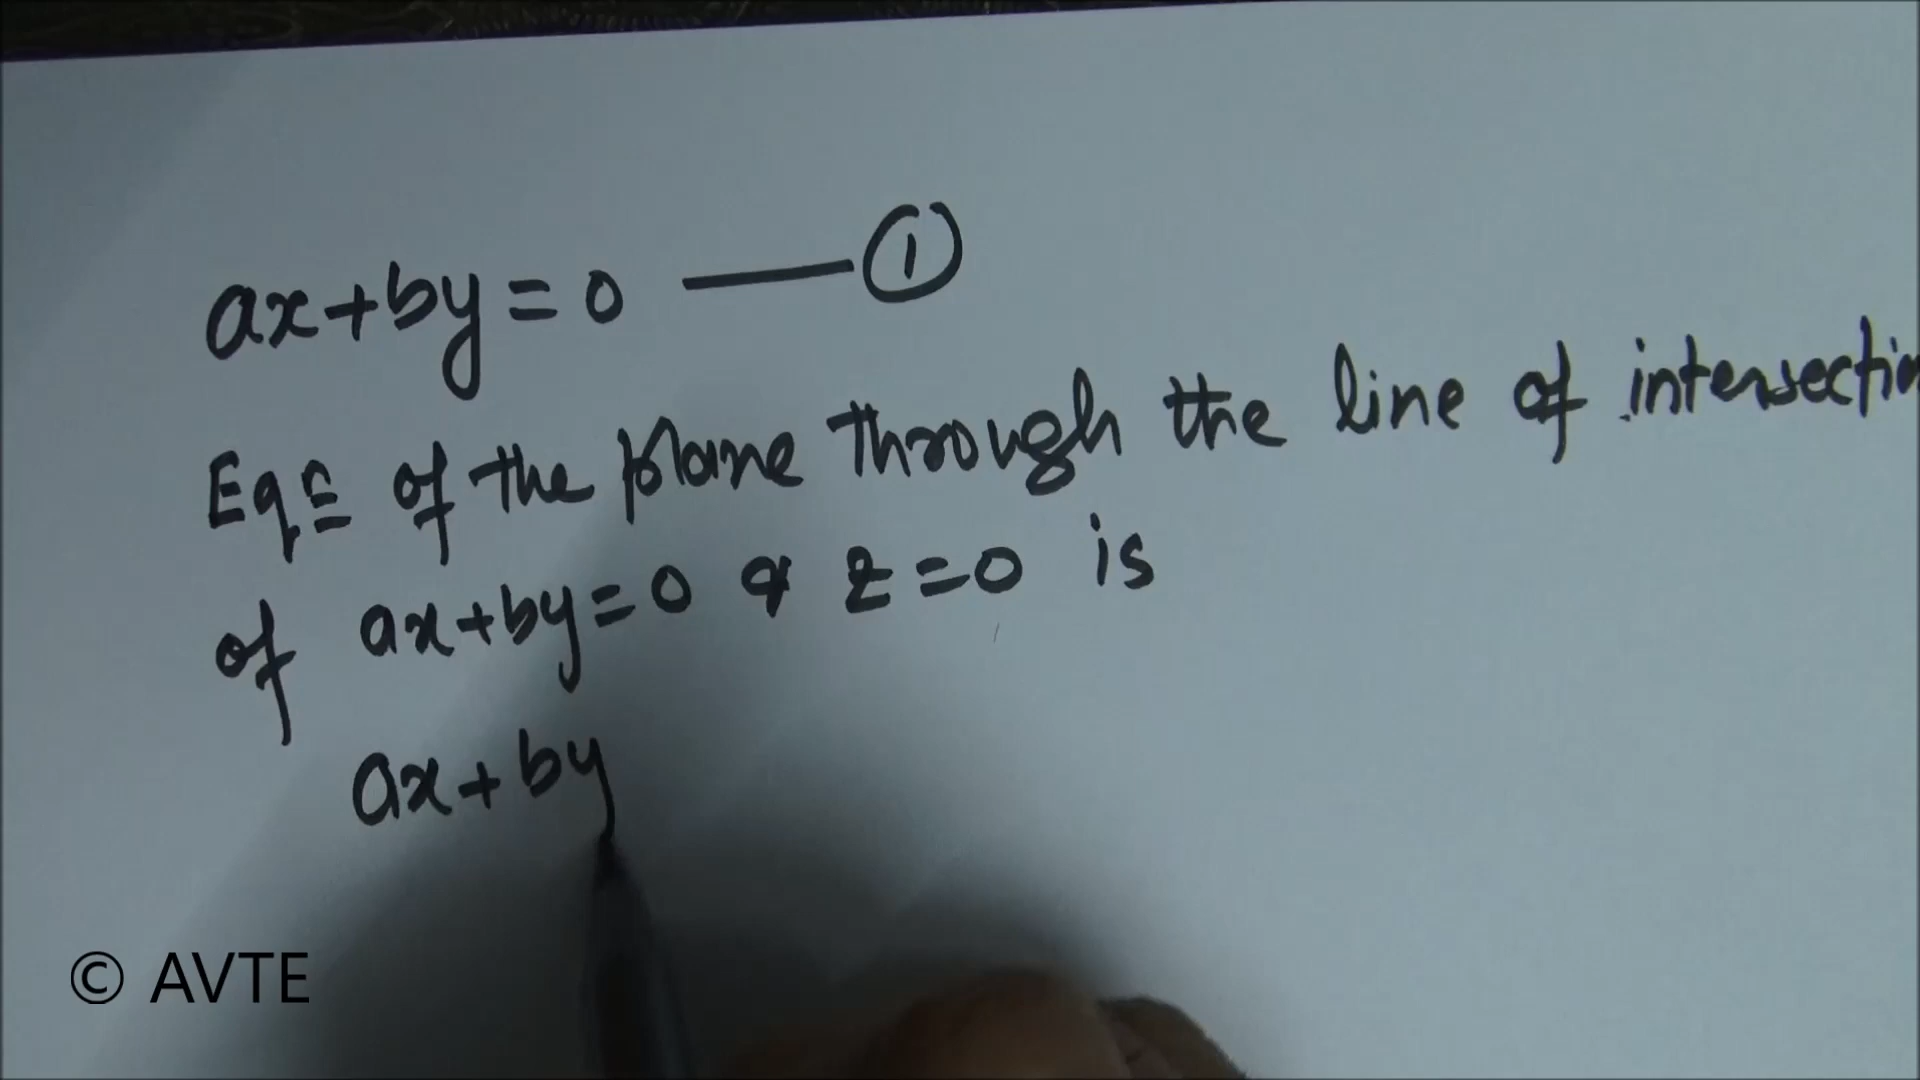 ax+by=0 — ①
Eqn of the plane through the line of intersection
of ax+by=0 & z=0 is
ax+by
© AVTE